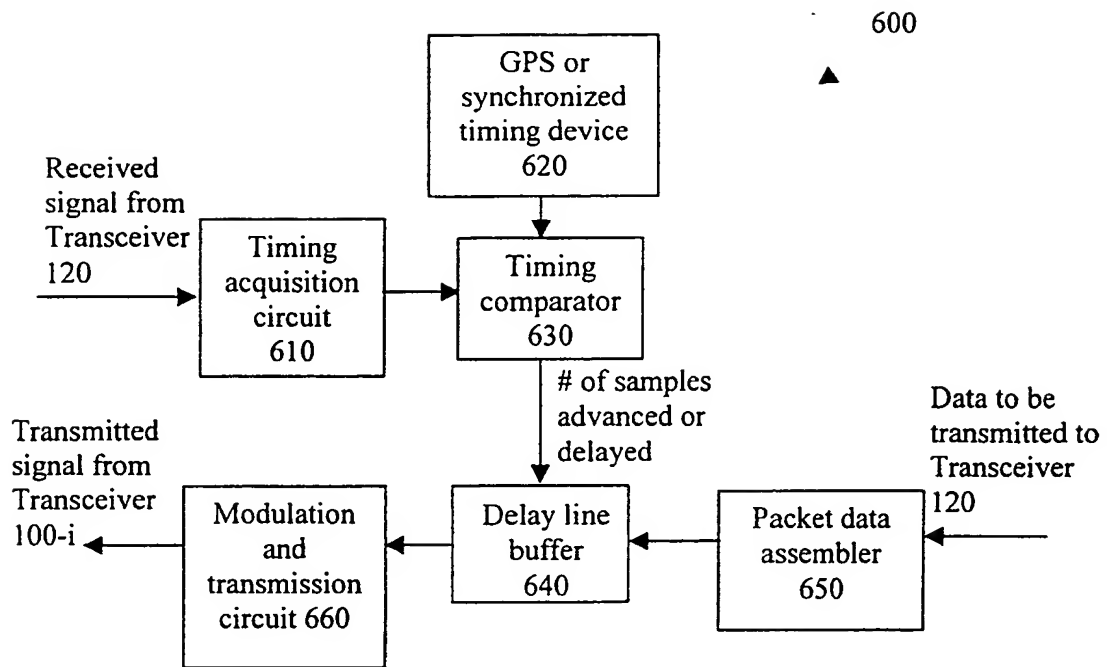 600
GPS or
synchronized
timing device
620
Received
signal from
Transceiver
120
Timing
acquisition
circuit
610
Timing
comparator
630
# of samples
advanced or
delayed
Data to be
transmitted to
Transceiver
120
Transmitted
signal from
Transceiver
100-i
Modulation
and
transmission
circuit 660
Delay line
buffer
640
Packet data
assembler
650